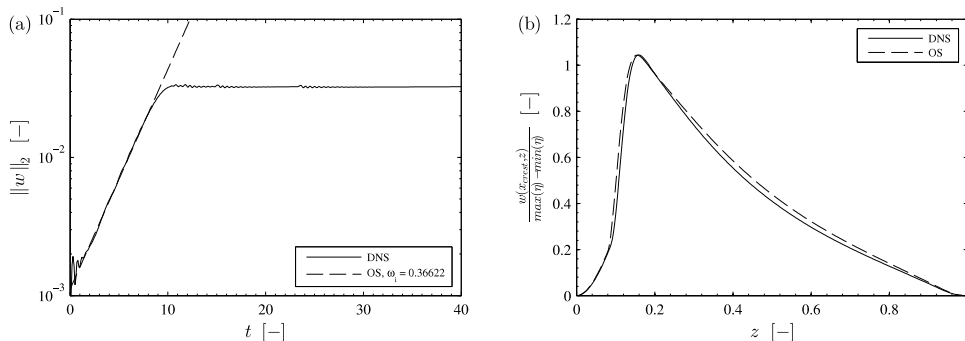 (a)
10⁻¹
10⁻²
10⁻³
‖w‖₂ [−]
0 10 20 30 40
t [−]
DNS
OS, ωᵢ = 0.36622
(b)
1.2
1
0.8
0.6
0.4
0.2
0
w(x_crest,z)
max(η)−min(η)
[−]
0 0.2 0.4 0.6 0.8
z [−]
DNS
OS